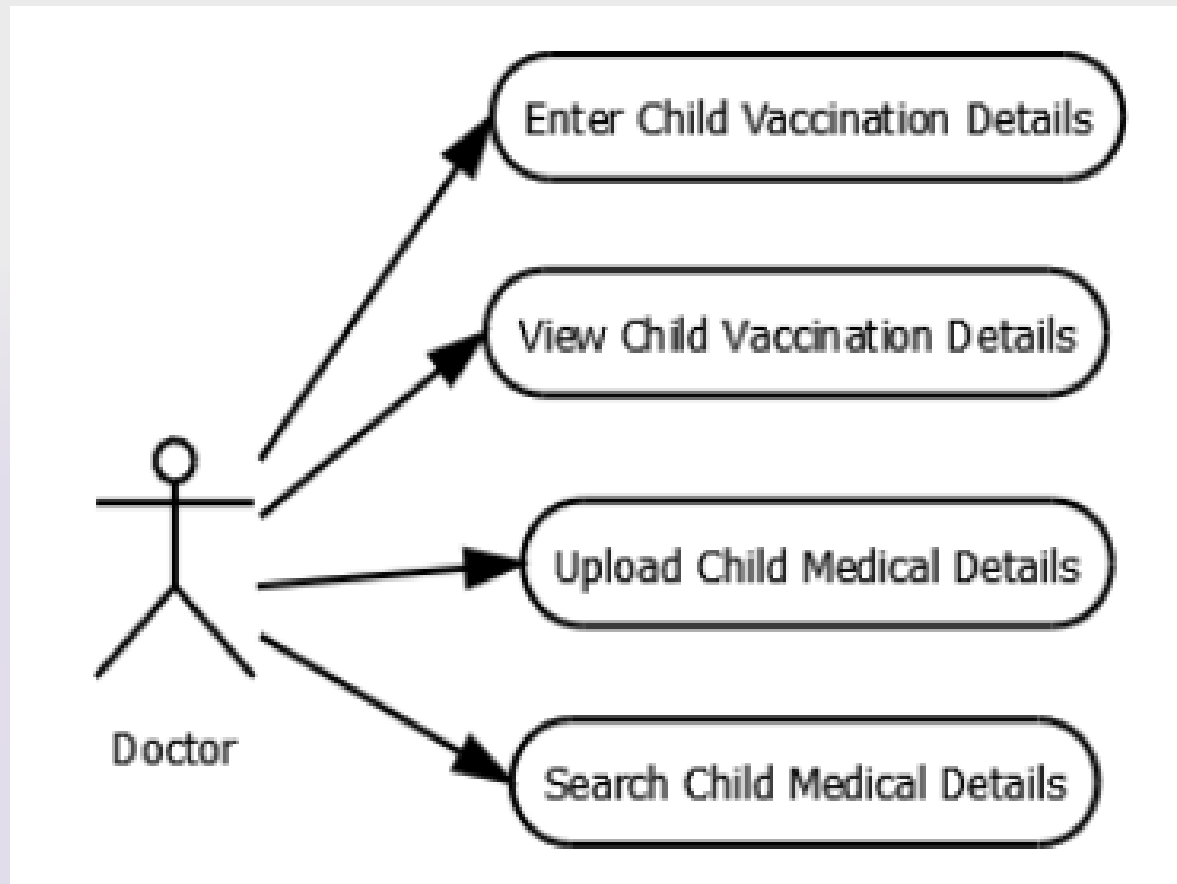 Enter Child Vaccination Details
View Child Vaccination Details
Upload Child Medical Details
Doctor
Search Child Medical Details